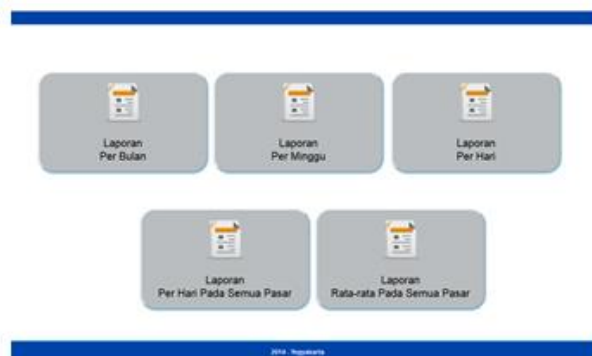 Laporan
Per Bulan
Laporan
Per Minggu
Laporan
Per Hari
Laporan
Per Hari Pada Semua Pasar
Laporan
Rata-rata Pada Semua Pasar
2014 - Yogyakarta